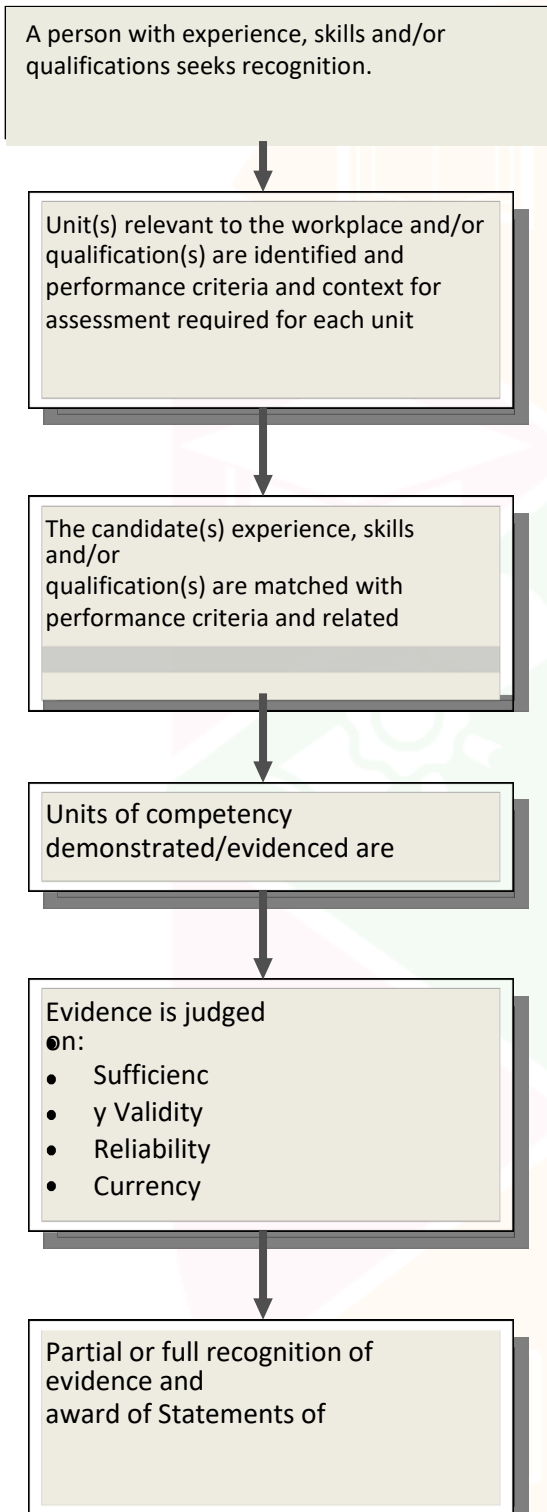 A person with experience, skills and/or
qualifications seeks recognition.
Unit(s) relevant to the workplace and/or
qualification(s) are identified and
performance criteria and context for
assessment required for each unit
The candidate(s) experience, skills
and/or
qualification(s) are matched with
performance criteria and related
Units of competency
demonstrated/evidenced are
Evidence is judged
on:
• Sufficienc
• y Validity
• Reliability
• Currency
Partial or full recognition of
evidence and
award of Statements of